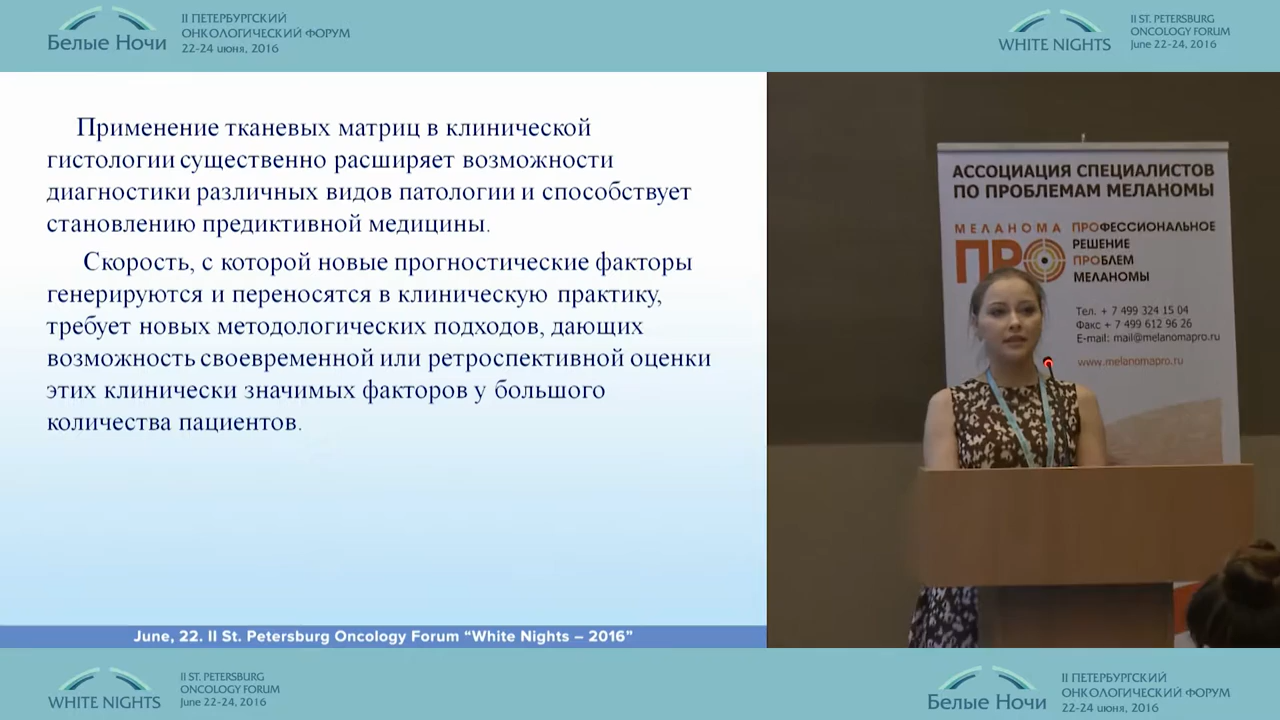 Белые Ночи
II ПЕТЕРБУРГСКИЙ
ОНКОЛОГИЧЕСКИЙ ФОРУМ
22-24 июня, 2016
WHITE NIGHTS
II ST. PETERSBURG
ONCOLOGY FORUM
June 22-24, 2016
Применение тканевых матриц в клинической
гистологии существенно расширяет возможности
диагностики различных видов патологии и способствует
становлению предиктивной медицины.
Скорость, с которой новые прогностические факторы
генерируются и переносятся в клиническую практику,
требует новых методологических подходов, дающих
возможность своевременной или ретроспективной оценки
этих клинически значимых факторов у большого
количества пациентов.
June, 22. II St. Petersburg Oncology Forum “White Nights – 2016”
АССОЦИАЦИЯ СПЕЦИАЛИСТОВ
ПО ПРОБЛЕМАМ МЕЛАНОМЫ
МЕЛАНОМА
ПРО
ПРОФЕССИОНАЛЬНОЕ
РЕШЕНИЕ
ПРОБЛЕМ
МЕЛАНОМЫ
Тел. + 7 499 324 15 04
Факс + 7 499 612 96 26
E-mail: mail@melanomapro.ru
www.melanomapro.ru
WHITE NIGHTS
II ST. PETERSBURG
ONCOLOGY FORUM
June 22-24, 2016
Белые Ночи
II ПЕТЕРБУРГСКИЙ
ОНКОЛОГИЧЕСКИЙ ФОРУМ
22-24 июня, 2016